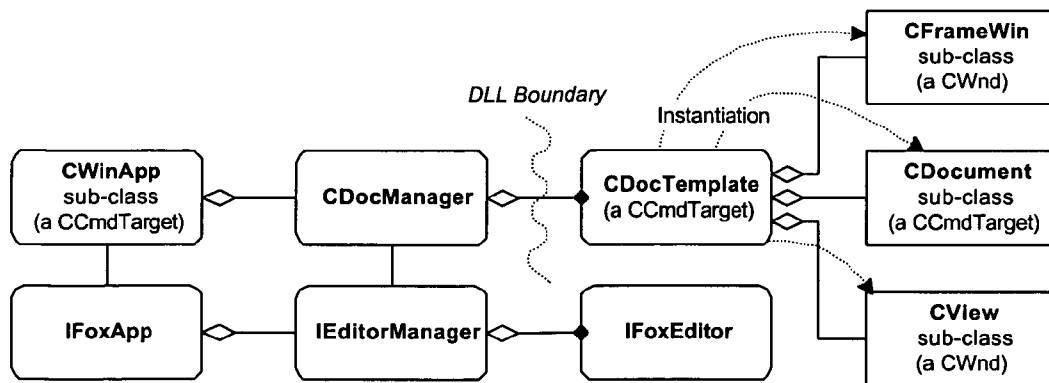 CFrameWin
sub-class
(a CWnd)
DLL Boundary
Instantiation
CWinApp
sub-class
(a CCmdTarget)
CDocManager
CDocTemplate
(a CCmdTarget)
CDocument
sub-class
(a CCmdTarget)
IFoxApp
IEditorManager
IFoxEditor
CView
sub-class
(a CWnd)